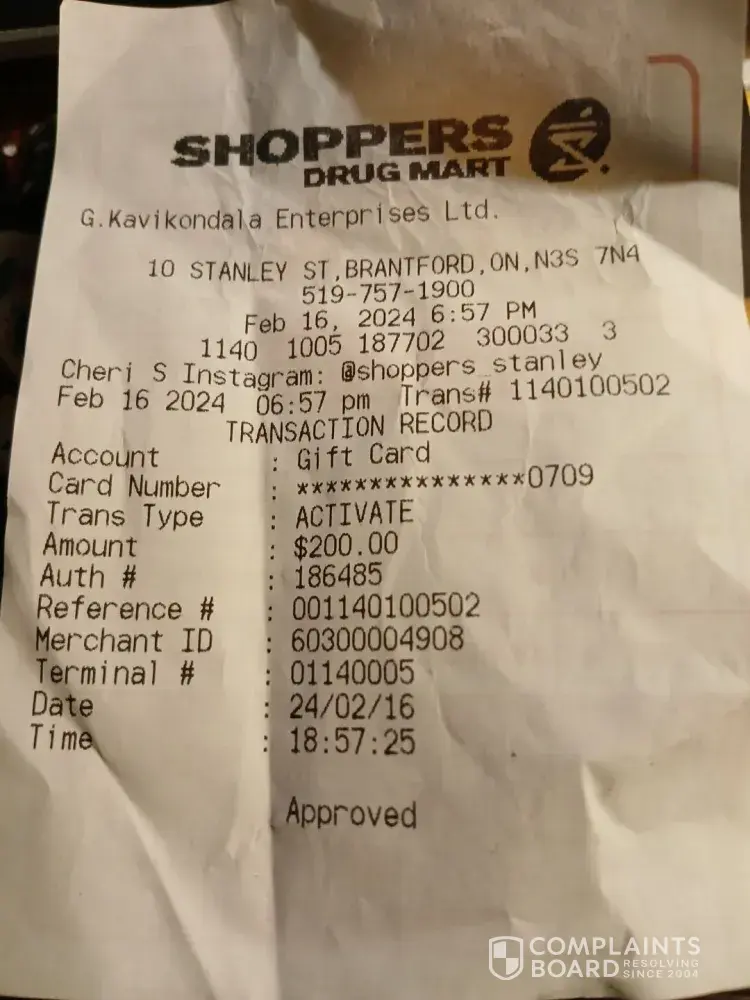 SHOPPERS
DRUG MART
G.Kavikondala Enterprises Ltd.
10 STANLEY ST,BRANTFORD,ON,N3S 7N4
519-757-1900
Feb 16, 2024 6:57 PM
1140 1005 187702 300033 3
Cheri S Instagram: @shoppers_stanley
Feb 16 2024 06:57 pm Trans# 1140100502
TRANSACTION RECORD
Account : Gift Card
Card Number : ***************0709
Trans Type : ACTIVATE
Amount : $200.00
Auth # : 186485
Reference # : 001140100502
Merchant ID : 60300004908
Terminal # : 01140005
Date : 24/02/16
Time : 18:57:25
Approved
COMPLAINTS
BOARD RESOLVING SINCE 2004